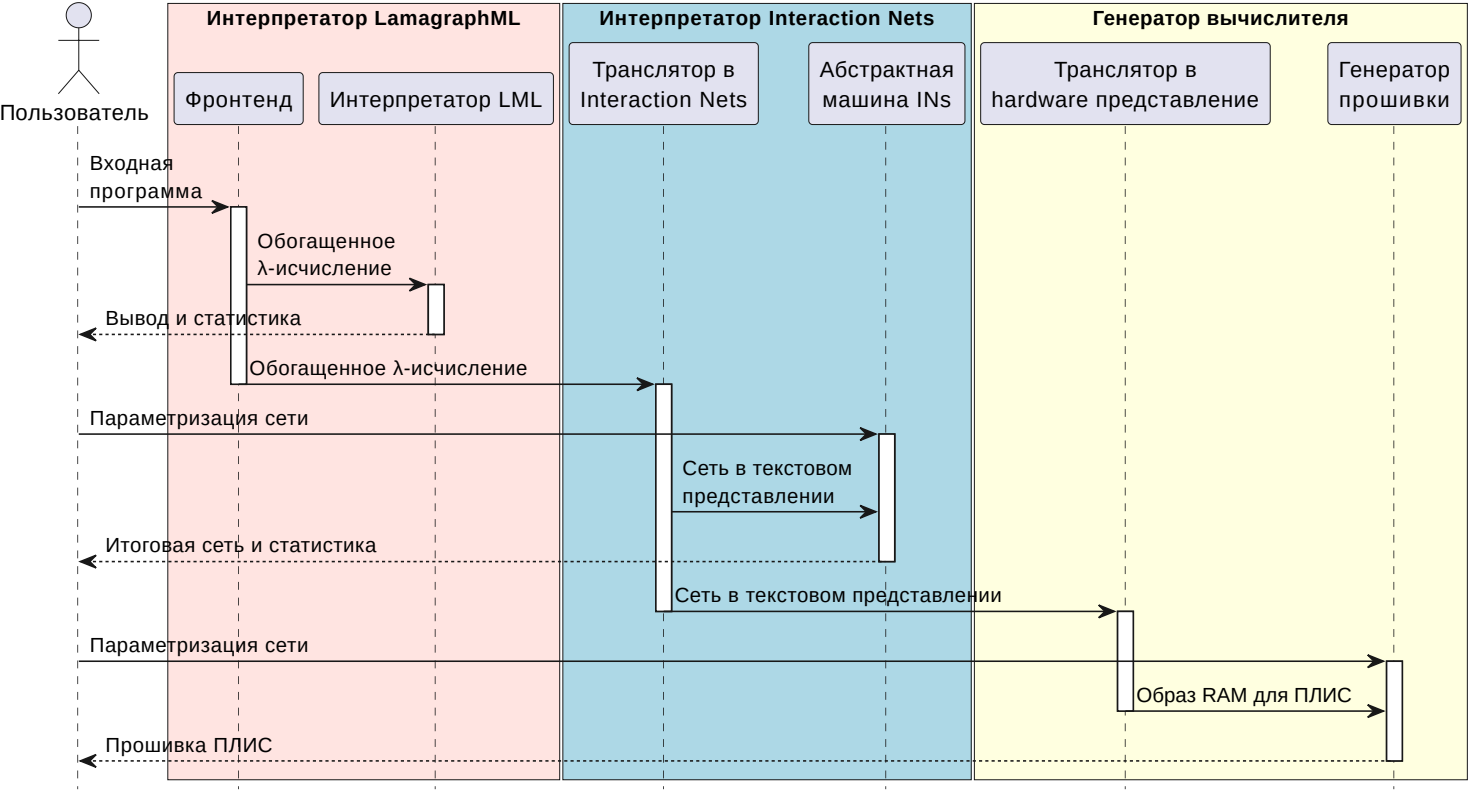 Интерпретатор LamagraphML
Интерпретатор Interaction Nets
Генератор вычислителя
Пользователь
Фронтенд
Интерпретатор LML
Транслятор в
Interaction Nets
Абстрактная
машина INs
Транслятор в
hardware представление
Генератор
прошивки
Входная
программа
Обогащенное
λ-исчисление
Вывод и статистика
Обогащенное λ-исчисление
Параметризация сети
Сеть в текстовом
представлении
Итоговая сеть и статистика
Сеть в текстовом представлении
Параметризация сети
Образ RAM для ПЛИС
Прошивка ПЛИС